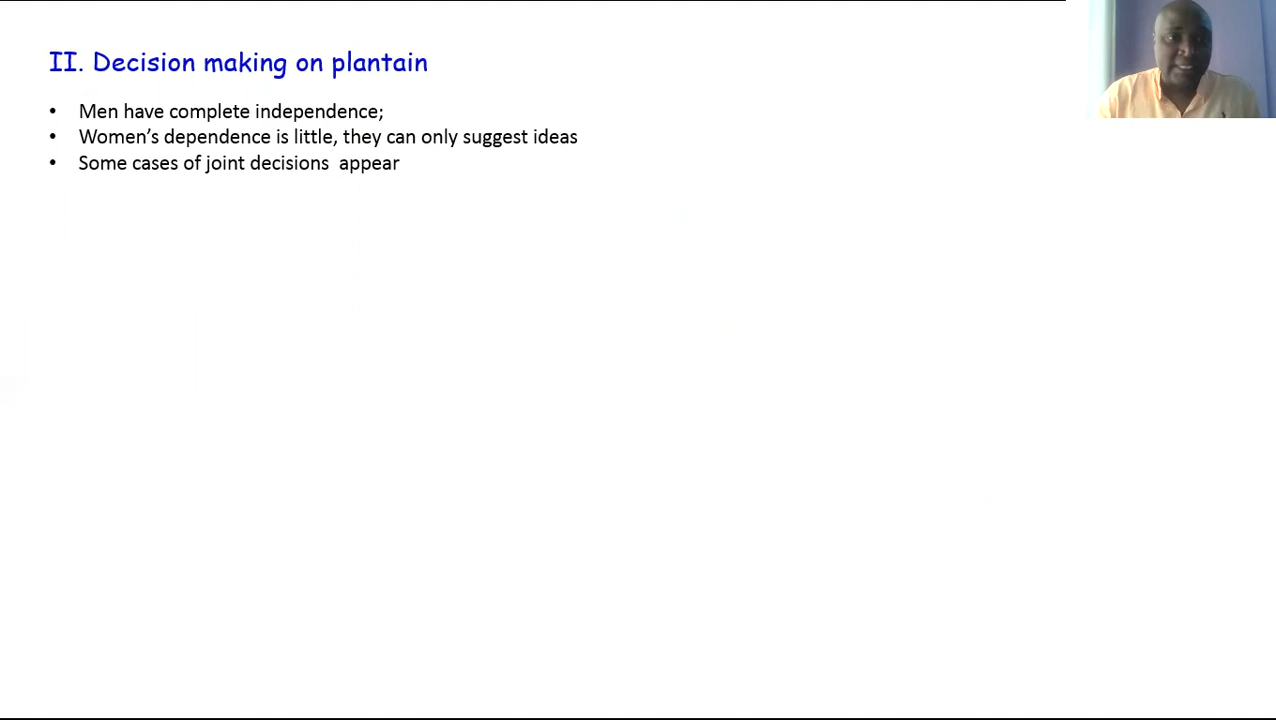 II. Decision making on plantain
• Men have complete independence;
• Women’s dependence is little, they can only suggest ideas
• Some cases of joint decisions  appear